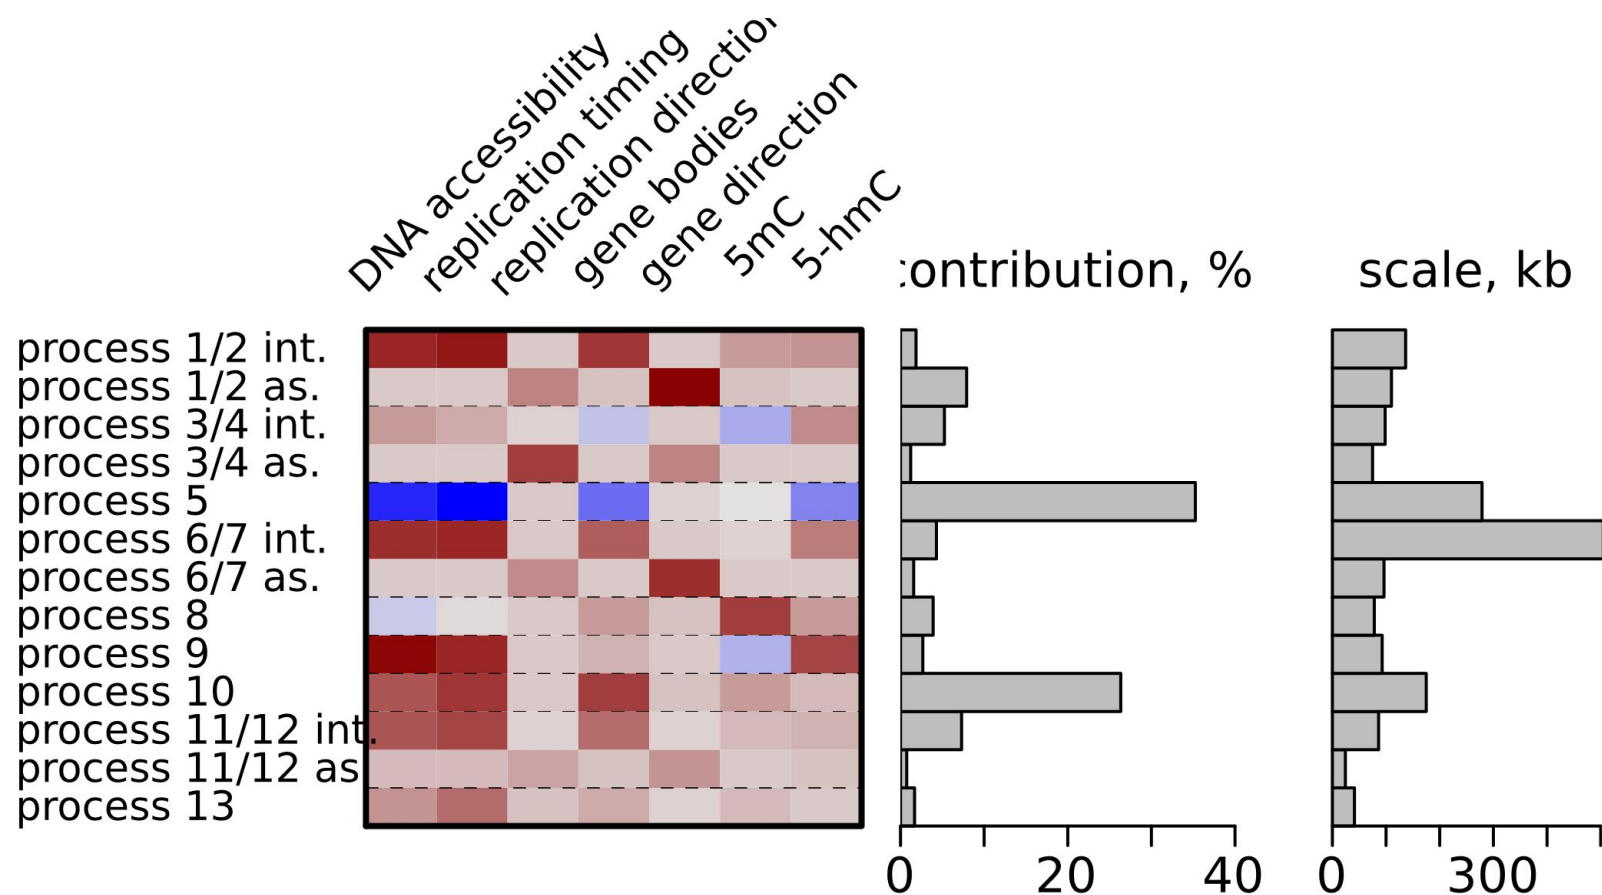 DNA accessibility
replication timing
replication direction
gene bodies
gene direction
5mC
5-hmC
contribution, %
scale, kb
process 1/2 int.
process 1/2 as.
process 3/4 int.
process 3/4 as.
process 5
process 6/7 int.
process 6/7 as.
process 8
process 9
process 10
process 11/12 int.
process 11/12 as
process 13
0 20 40
0 300